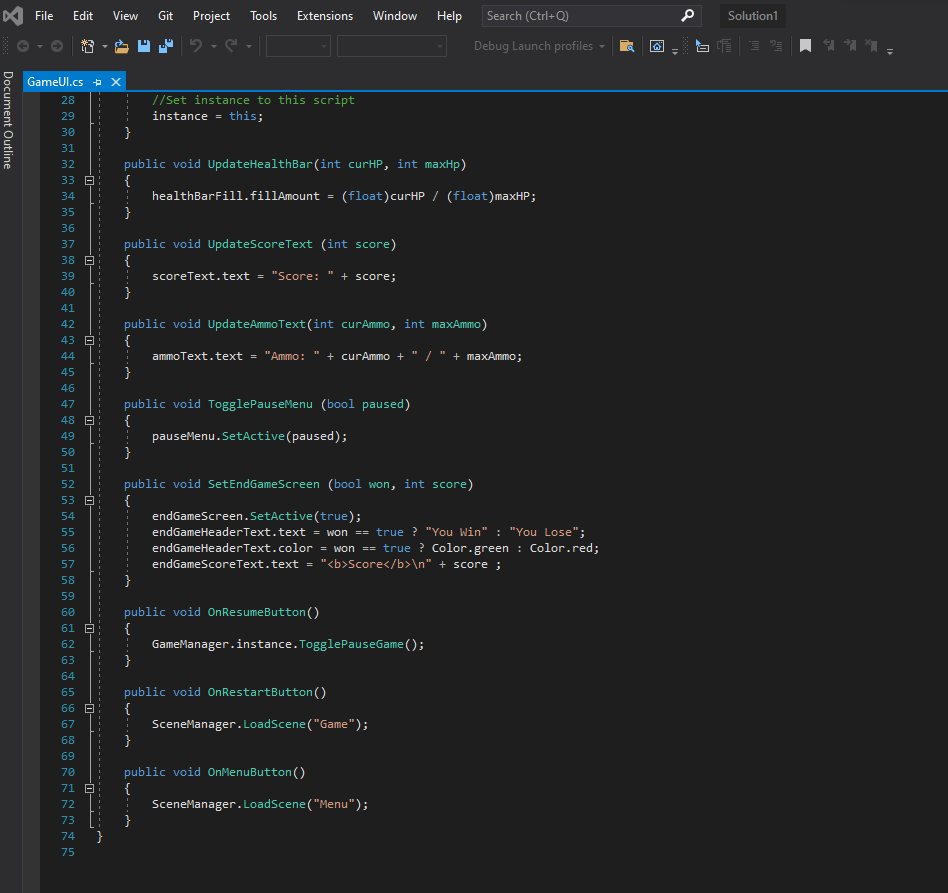 File Edit View Git Project Tools Extensions Window Help Search (Ctrl+Q) Solution1
Debug Launch profiles
Document Outline
GameUI.cs
28 //Set instance to this script
29 instance = this;
30 }
31
32 public void UpdateHealthBar(int curHP, int maxHp)
33 {
34 healthBarFill.fillAmount = (float)curHP / (float)maxHP;
35 }
36
37 public void UpdateScoreText (int score)
38 {
39 scoreText.text = "Score: " + score;
40 }
41
42 public void UpdateAmmoText(int curAmmo, int maxAmmo)
43 {
44 ammoText.text = "Ammo: " + curAmmo + " / " + maxAmmo;
45 }
46
47 public void TogglePauseMenu (bool paused)
48 {
49 pauseMenu.SetActive(paused);
50 }
51
52 public void SetEndGameScreen (bool won, int score)
53 {
54 endGameScreen.SetActive(true);
55 endGameHeaderText.text = won == true ? "You Win" : "You Lose";
56 endGameHeaderText.color = won == true ? Color.green : Color.red;
57 endGameScoreText.text = "<b>Score</b>\n" + score ;
58 }
59
60 public void OnResumeButton()
61 {
62 GameManager.instance.TogglePauseGame();
63 }
64
65 public void OnRestartButton()
66 {
67 SceneManager.LoadScene("Game");
68 }
69
70 public void OnMenuButton()
71 {
72 SceneManager.LoadScene("Menu");
73 }
74 }
75